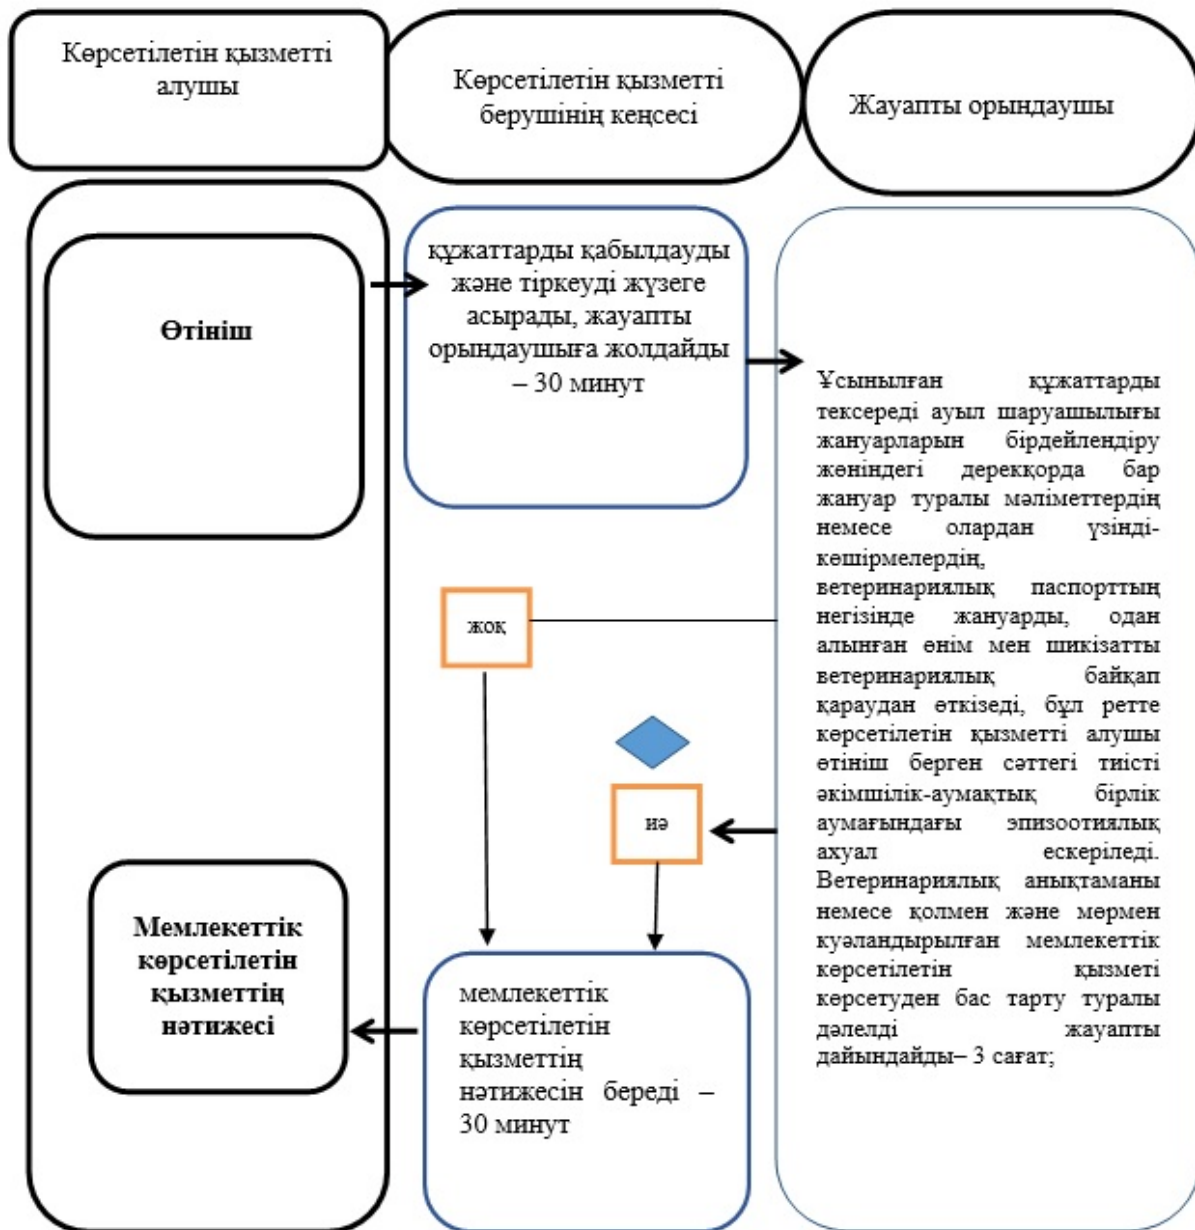 Көрсетілетін қызметті
алушы
Көрсетілетін қызметті
берушінің кеңсесі
Жауапты орындаушы
Өтініш
құжаттарды қабылдауды
және тіркеуді жүзеге
асырады, жауапты
орындаушыға жолдайды
– 30 минут
Ұсынылған құжаттарды
тексереді ауыл шаруашылығы
жануарларын бірдейлендіру
жөніндегі дерекқорда бар
жануар туралы мәліметтердің
немесе олардан үзінді-
көшірмелердің,
ветеринариялық паспорттың
негізінде жануарды, одан
алынған өнім мен шикізатты
ветеринариялық байқап
қараудан өткізеді, бұл ретте
көрсетілетін қызметті алушы
өтініш берген сәттегі тиісті
әкімшілік-аумақтық бірлік
аумағындағы эпизоотиялық
ахуал ескеріледі.
Ветеринариялық анықтаманы
немесе қолмен және мөрмен
куәландырылған мемлекеттік
көрсетілетін қызметі
көрсетуден бас тарту туралы
дәлелді жауапты
дайындайды– 3 сағат;
жоқ
иә
Мемлекеттік
көрсетілетін
қызметтің
нәтижесі
мемлекеттік
көрсетілетін
қызметтің
нәтижесін береді –
30 минут